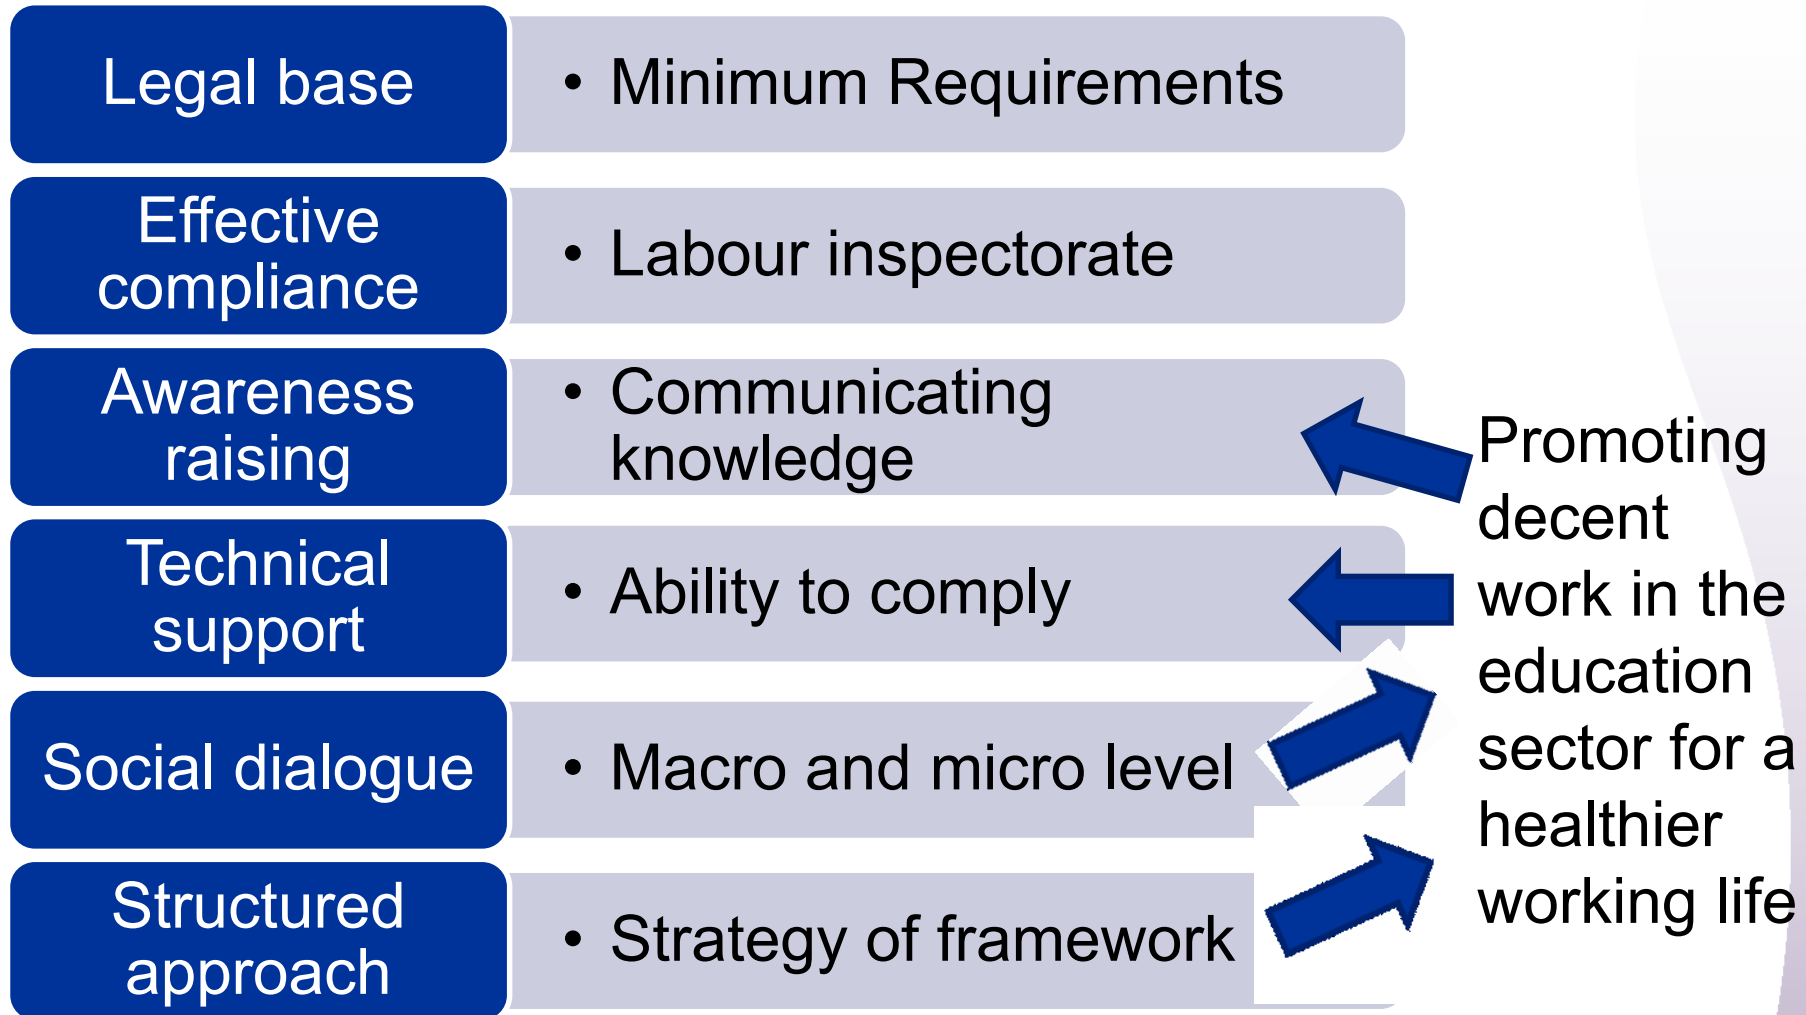 Legal base
• Minimum Requirements
Effective
compliance
• Labour inspectorate
Awareness
raising
• Communicating
knowledge
Technical
support
• Ability to comply
Social dialogue
• Macro and micro level
Structured
approach
• Strategy of framework
Promoting
decent
work in the
education
sector for a
healthier
working life